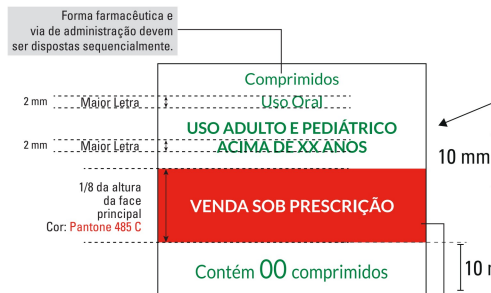 Forma farmacêutica e
via de administração devem
ser dispostas sequencialmente.
Comprimidos
2 mm Maior Letra Uso Oral
USO ADULTO E PEDIÁTRICO
2 mm Maior Letra ACIMA DE XX ANOS
10 mm
1/8 da altura
da face
principal
Cor: Pantone 485 C
VENDA SOB PRESCRIÇÃO
Contém 00 comprimidos
10